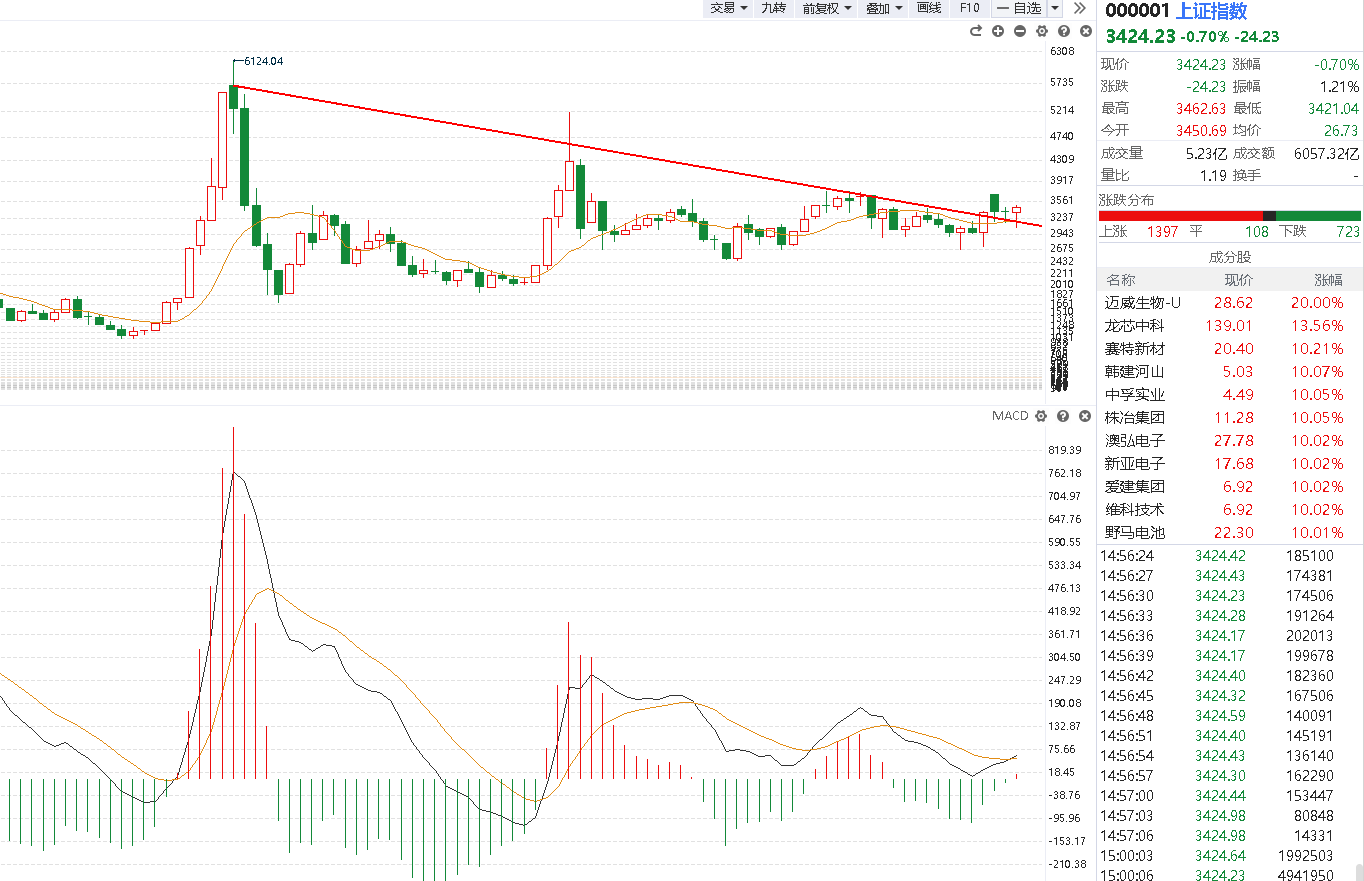 交易 九转 前复权 叠加 画线 F10 一 自选
6124.04
6308
5735
5214
4740
4309
3917
3561
3237
2943
2675
2432
2211
2010
1827
1661
1510
1373
1248
1135
1031
MACD
819.39
762.18
704.97
647.76
590.55
533.34
476.13
418.92
361.71
304.50
247.29
190.08
132.87
75.66
18.45
-38.76
-95.96
-153.17
-210.38
000001 上证指数
3424.23 -0.70% -24.23
现价 3424.23 涨幅 -0.70%
涨跌 -24.23 振幅 1.21%
最高 3462.63 最低 3421.04
今开 3450.69 均价 26.73
成交量 5.23亿 成交额 6057.32亿
量比 1.19 换手 -
涨跌分布
上涨 1397 平 108 下跌 723
成分股
名称 现价 涨幅
迈威生物-U 28.62 20.00%
龙芯中科 139.01 13.56%
赛特新材 20.40 10.21%
韩建河山 5.03 10.07%
中孚实业 4.49 10.05%
株冶集团 11.28 10.05%
澳弘电子 27.78 10.02%
新亚电子 17.68 10.02%
爱建集团 6.92 10.02%
维科技术 6.92 10.02%
野马电池 22.30 10.01%
14:56:24 3424.42 185100
14:56:27 3424.43 174381
14:56:30 3424.23 174506
14:56:33 3424.28 191264
14:56:36 3424.17 202013
14:56:39 3424.17 199678
14:56:42 3424.40 182360
14:56:45 3424.32 167506
14:56:48 3424.59 140091
14:56:51 3424.40 145191
14:56:54 3424.43 136140
14:56:57 3424.30 162290
14:57:00 3424.44 153447
14:57:03 3424.98 80848
14:57:06 3424.98 14331
15:00:03 3424.64 1992503
15:00:06 3424.23 4941950